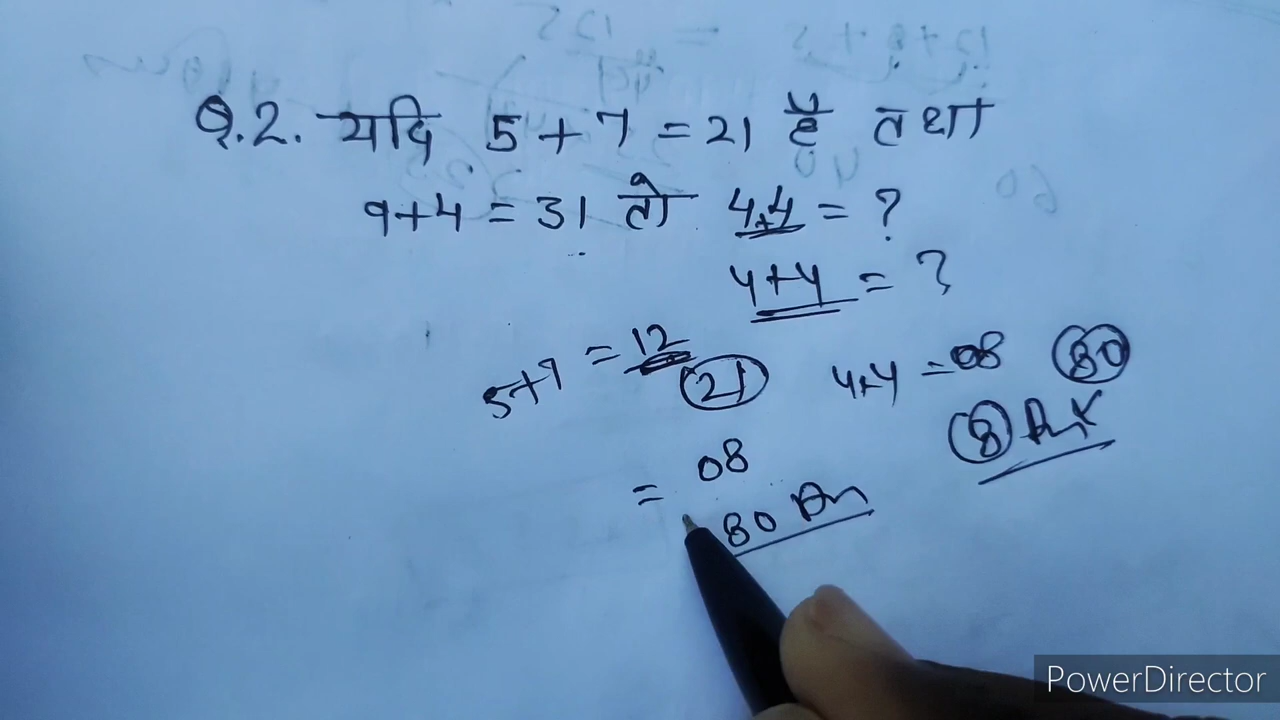 Q.2. यदि 5+7=21 है तथा
9+4=31 तो 4+4=?
4+4=?
5+7=12 21 4+4=08 80
8 Ans
=08
80 An
PowerDirector